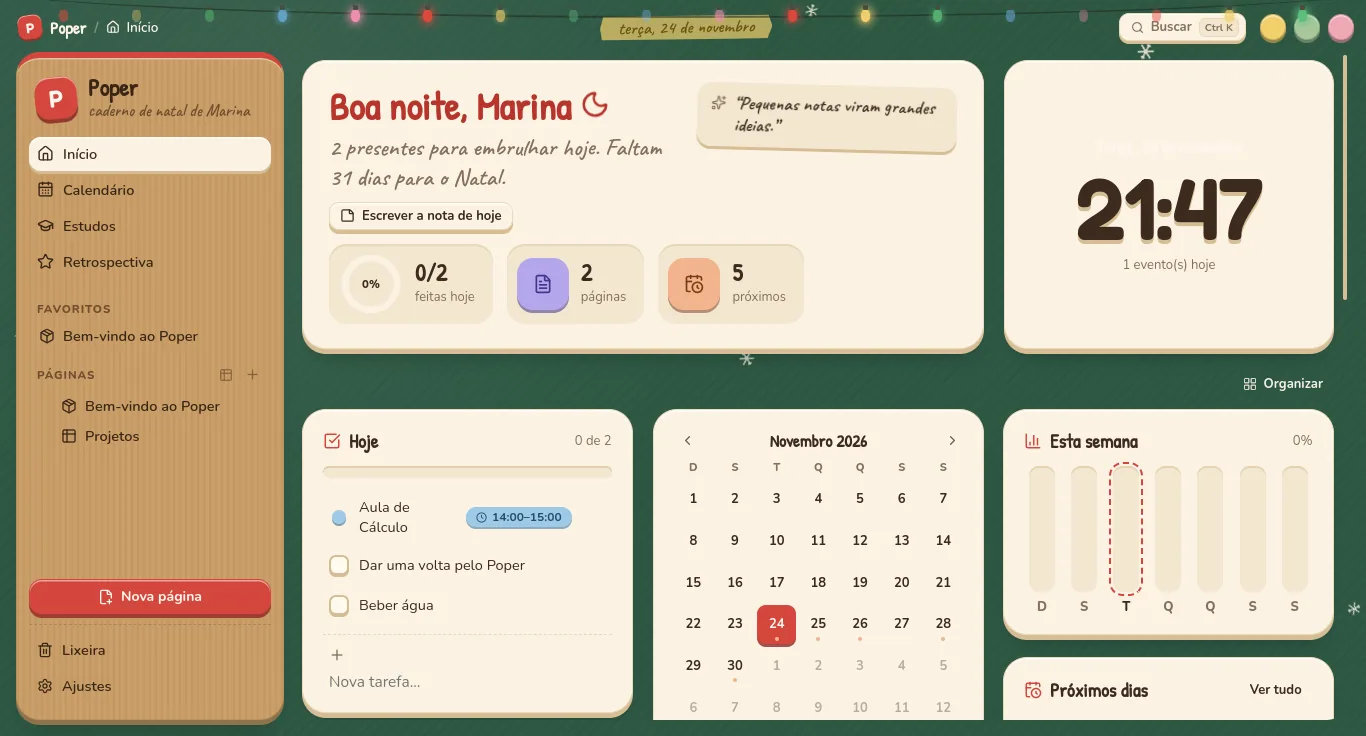 P Poper / Início
terça, 24 de novembro
Buscar Ctrl K
P Poper
caderno de natal de Marina
Início
Calendário
Estudos
Retrospectiva
FAVORITOS
Bem-vindo ao Poper
PÁGINAS
Bem-vindo ao Poper
Projetos
Nova página
Lixeira
Ajustes
Boa noite, Marina
2 presentes para embrulhar hoje. Faltam
31 dias para o Natal.
"Pequenas notas viram grandes
ideias."
Escrever a nota de hoje
0%
0/2
feitas hoje
2
páginas
5
próximos
21:47
1 evento(s) hoje
Organizar
Hoje
0 de 2
Aula de
Cálculo
14:00–15:00
Dar uma volta pelo Poper
Beber água
Nova tarefa...
Novembro 2026
D S T Q Q S S
1 2 3 4 5 6 7
8 9 10 11 12 13 14
15 16 17 18 19 20 21
22 23 24 25 26 27 28
29 30 1 2 3 4 5
6 7 8 9 10 11 12
Esta semana
0%
D S T Q Q S S
Próximos dias
Ver tudo